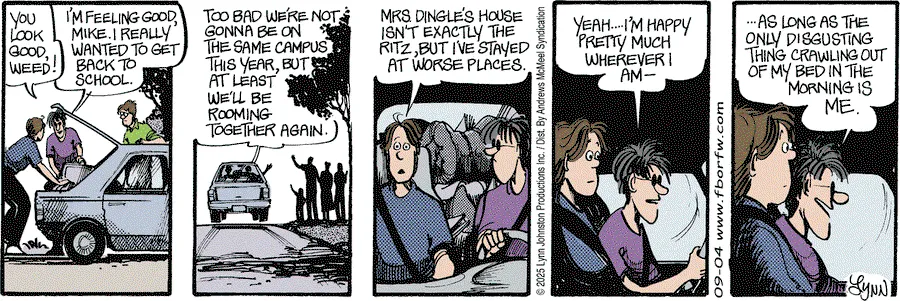 YOU
LOOK
GOOD,
WEED!
I'M FEELING GOOD,
MIKE. I REALLY
WANTED TO GET
BACK TO
SCHOOL.
TOO BAD WE'RE NOT
GONNA BE ON
THE SAME CAMPUS
THIS YEAR, BUT
AT LEAST
WE'LL BE
ROOMING
TOGETHER AGAIN.
MRS. DINGLE'S HOUSE
ISN'T EXACTLY THE
RITZ, BUT I'VE STAYED
AT WORSE PLACES.
© 2025 Lynn Johnston Productions Inc. / Dist. By Andrews McMeel Syndication
YEAH....I'M HAPPY
PRETTY MUCH
WHEREVER I
AM—
09-04 www.fborfw.com
...AS LONG AS THE
ONLY DISGUSTING
THING CRAWLING OUT
OF MY BED IN THE
MORNING IS
ME.
LYNN